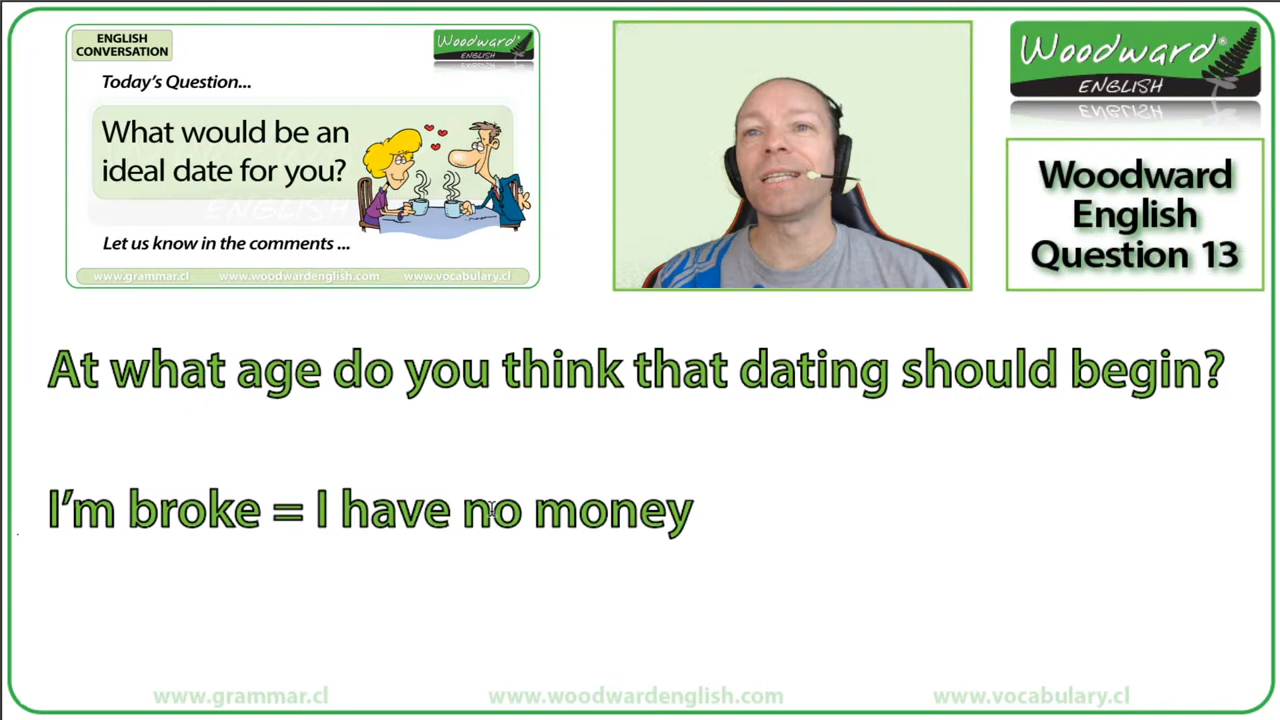 ENGLISH
CONVERSATION
Woodward
ENGLISH
Today's Question...
What would be an
ideal date for you?
Let us know in the comments ...
www.grammar.cl www.woodwardenglish.com www.vocabulary.cl
Woodward®
ENGLISH
Woodward
English
Question 13
At what age do you think that dating should begin?
I'm broke = I have no money
www.grammar.cl www.woodwardenglish.com www.vocabulary.cl